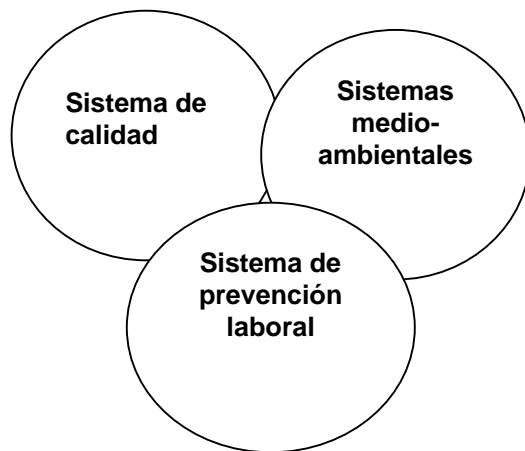 Sistema de
calidad
Sistemas
medio-
ambientales
Sistema de
prevención
laboral